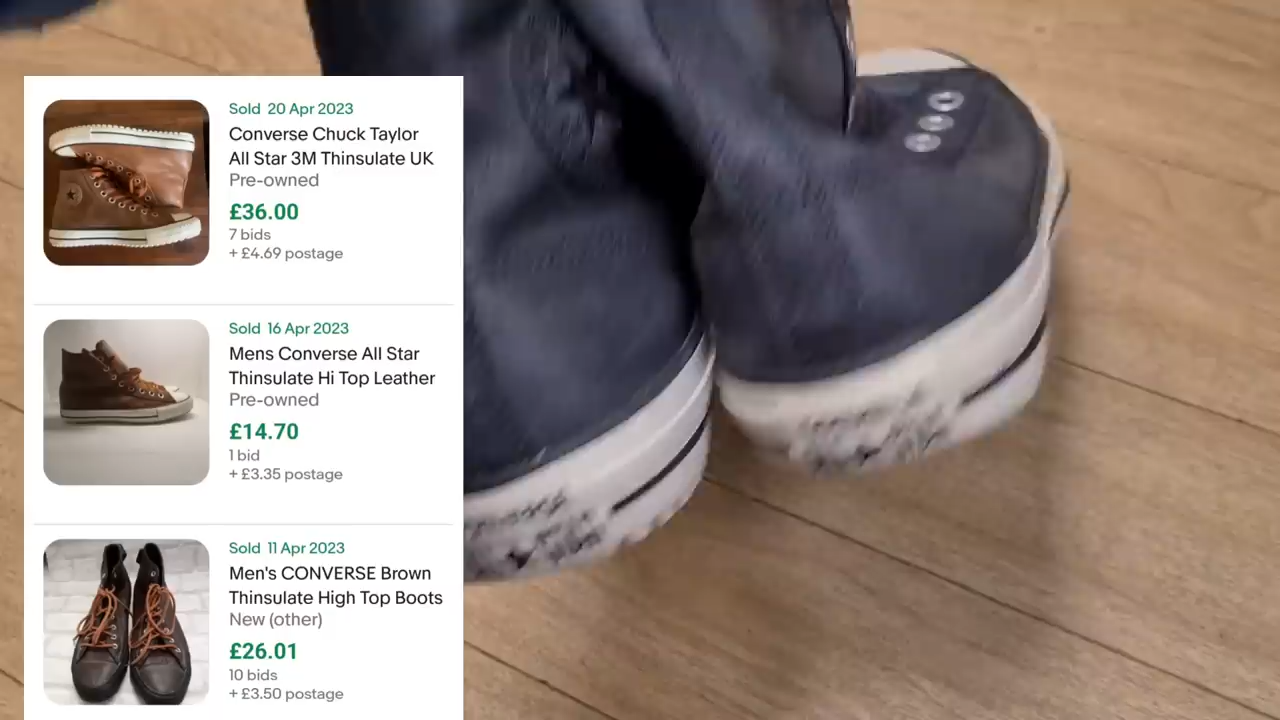 Sold 20 Apr 2023
Converse Chuck Taylor
All Star 3M Thinsulate UK
Pre-owned
£36.00
7 bids
+ £4.69 postage
Sold 16 Apr 2023
Mens Converse All Star
Thinsulate Hi Top Leather
Pre-owned
£14.70
1 bid
+ £3.35 postage
Sold 11 Apr 2023
Men's CONVERSE Brown
Thinsulate High Top Boots
New (other)
£26.01
10 bids
+ £3.50 postage